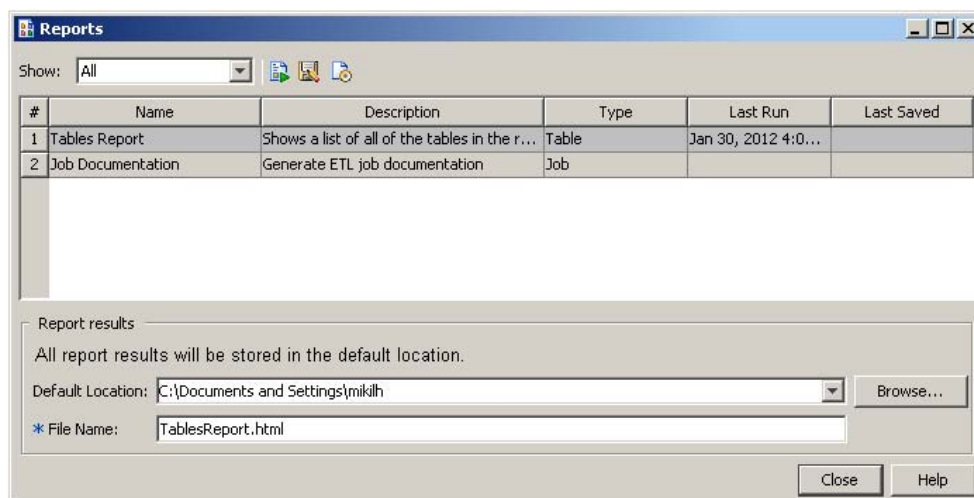 Reports
Show: All
# Name Description Type Last Run Last Saved
1 Tables Report Shows a list of all of the tables in the r... Table Jan 30, 2012 4:0...
2 Job Documentation Generate ETL job documentation Job
Report results
All report results will be stored in the default location.
Default Location: C:\Documents and Settings\mikilh Browse...
* File Name: TablesReport.html
Close Help